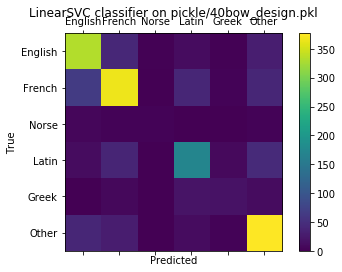 LinearSVC classifier on pickle/40bow_design.pkl
English French Norse Latin Greek Other
English
French
Norse
Latin
Greek
Other
True
Predicted
350
300
250
200
150
100
50
0